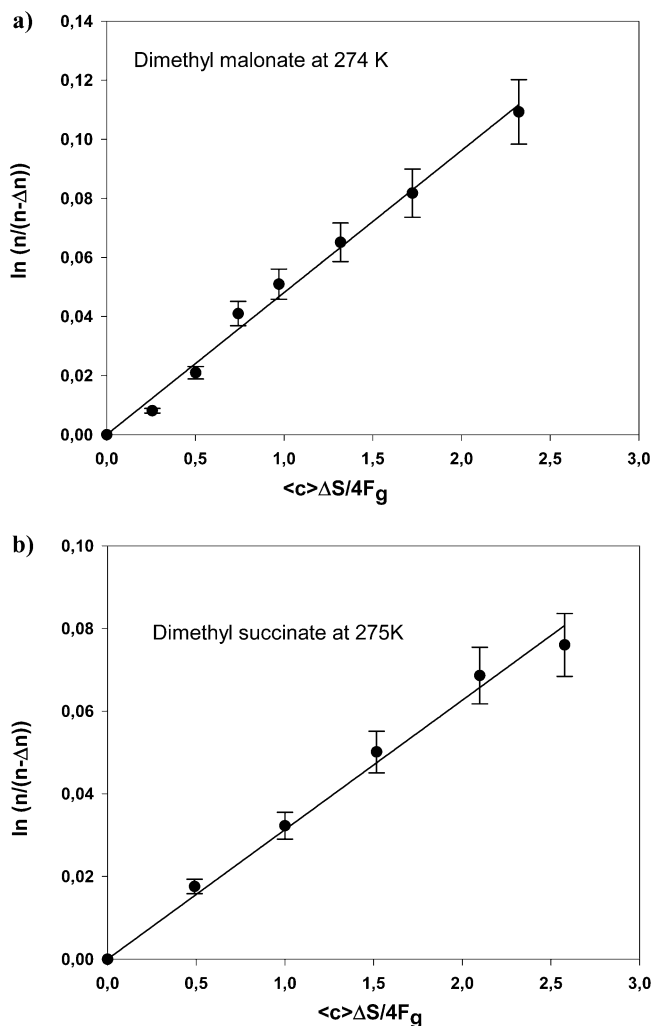 a)
0,14
0,12
0,10
0,08
0,06
0,04
0,02
0,00
Dimethyl malonate at 274 K
ln (n/(n-Δn))
0,0 0,5 1,0 1,5 2,0 2,5 3,0
<c>ΔS/4Fg
b)
0,10
0,08
0,06
0,04
0,02
0,00
Dimethyl succinate at 275K
ln (n/(n-Δn))
0,0 0,5 1,0 1,5 2,0 2,5 3,0
<c>ΔS/4Fg